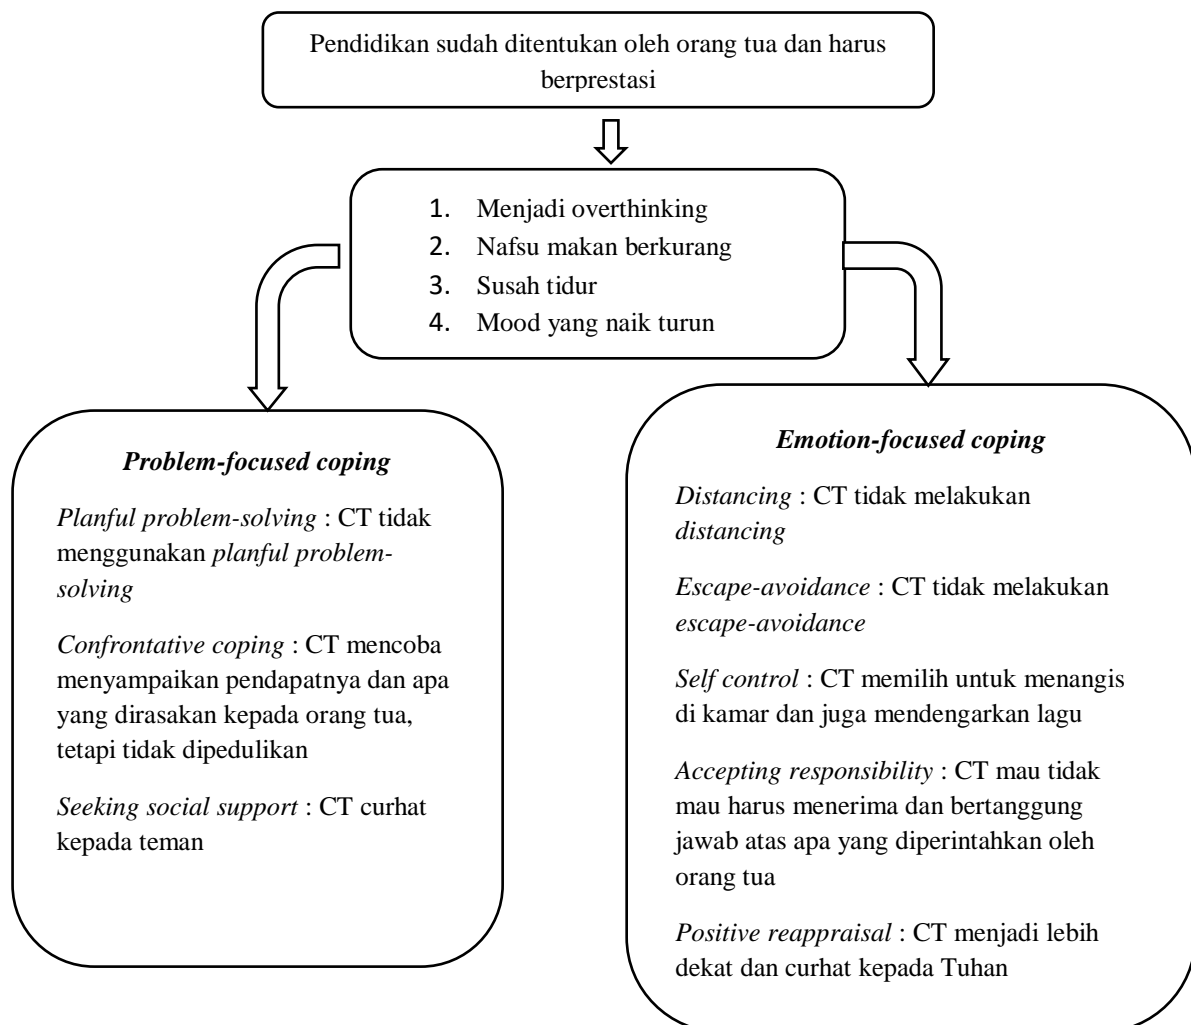 Pendidikan sudah ditentukan oleh orang tua dan harus
berprestasi
1. Menjadi overthinking
2. Nafsu makan berkurang
3. Susah tidur
4. Mood yang naik turun
Problem-focused coping
Planful problem-solving : CT tidak
menggunakan planful problem-
solving
Confrontative coping : CT mencoba
menyampaikan pendapatnya dan apa
yang dirasakan kepada orang tua,
tetapi tidak dipedulikan
Seeking social support : CT curhat
kepada teman
Emotion-focused coping
Distancing : CT tidak melakukan
distancing
Escape-avoidance : CT tidak melakukan
escape-avoidance
Self control : CT memilih untuk menangis
di kamar dan juga mendengarkan lagu
Accepting responsibility : CT mau tidak
mau harus menerima dan bertanggung
jawab atas apa yang diperintahkan oleh
orang tua
Positive reappraisal : CT menjadi lebih
dekat dan curhat kepada Tuhan